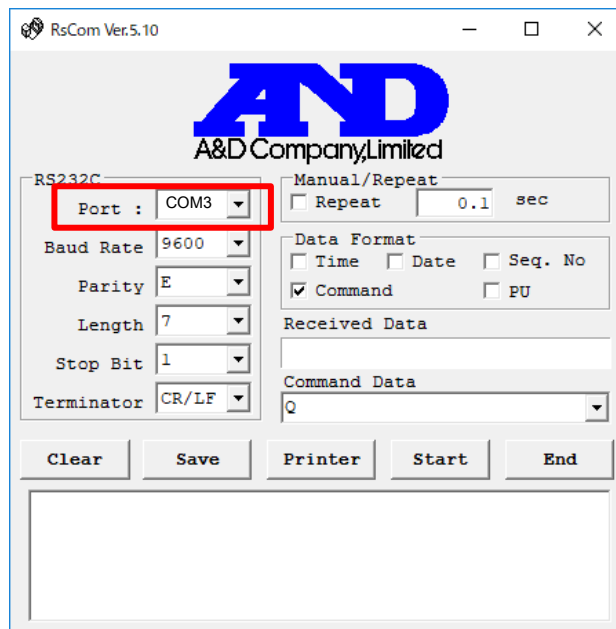 RsCom Ver.5.10
AND
A&D Company,Limited
RS232C
Port : COM3
Baud Rate 9600
Parity E
Length 7
Stop Bit 1
Terminator CR/LF
Manual/Repeat
Repeat 0.1 sec
Data Format
Time Date Seq. No
Command PU
Received Data
Command Data
Q
Clear Save Printer Start End